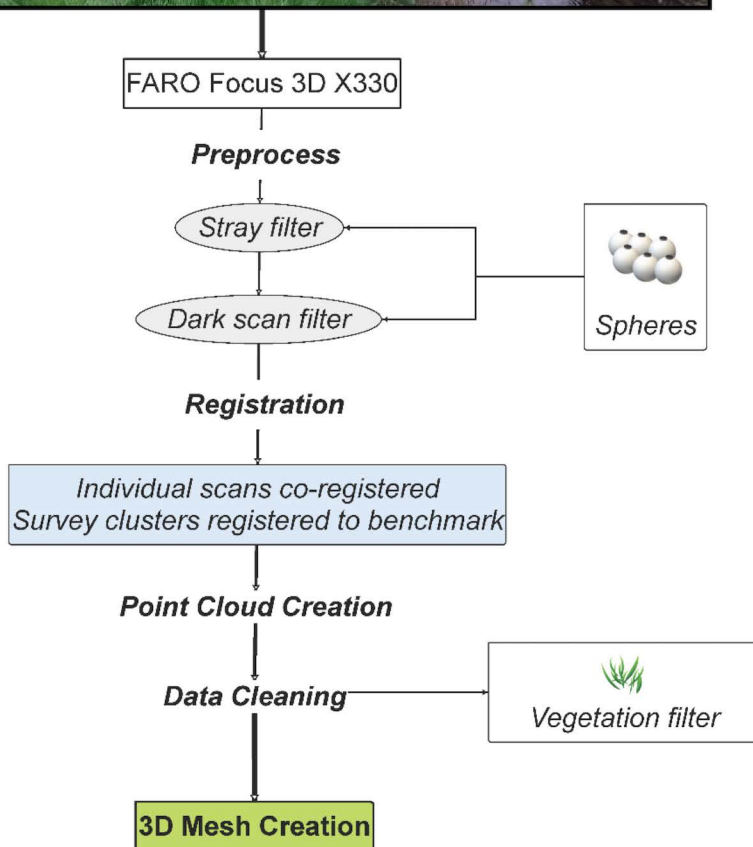 FARO Focus 3D X330
Preprocess
Stray filter
Dark scan filter
Spheres
Registration
Individual scans co-registered
Survey clusters registered to benchmark
Point Cloud Creation
Data Cleaning
Vegetation filter
3D Mesh Creation